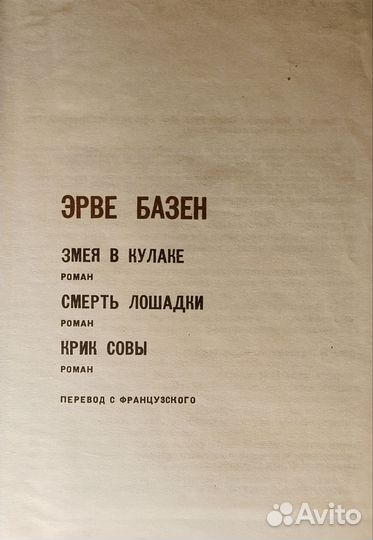 ЭРВЕ БАЗЕН
ЗМЕЯ В КУЛАКЕ
РОМАН
СМЕРТЬ ЛОШАДКИ
РОМАН
КРИК СОВЫ
РОМАН
ПЕРЕВОД С ФРАНЦУЗСКОГО
Avito